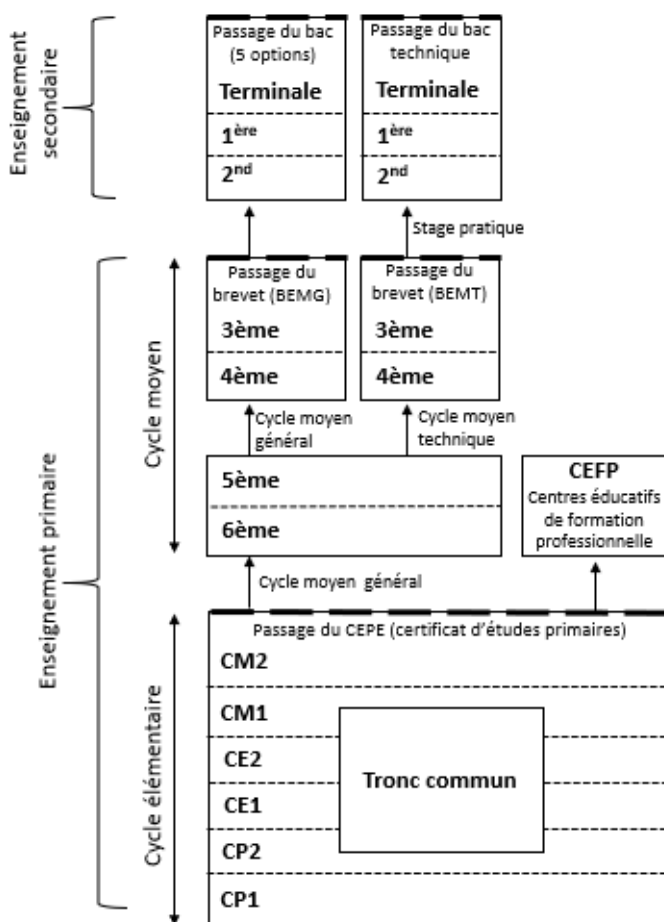 Enseignement
secondaire
Passage du bac
(5 options)
Terminale
1ère
2nd
Passage du bac
technique
Terminale
1ère
2nd
Stage pratique
Enseignement primaire
Cycle moyen
Passage du
brevet (BEMG)
3ème
4ème
Passage du
brevet (BEMT)
3ème
4ème
Cycle moyen
général
Cycle moyen
technique
5ème
6ème
CEFP
Centres éducatifs
de formation
professionnelle
Cycle moyen général
Cycle élémentaire
Passage du CEPE (certificat d'études primaires)
CM2
CM1
CE2
CE1
CP2
CP1
Tronc commun